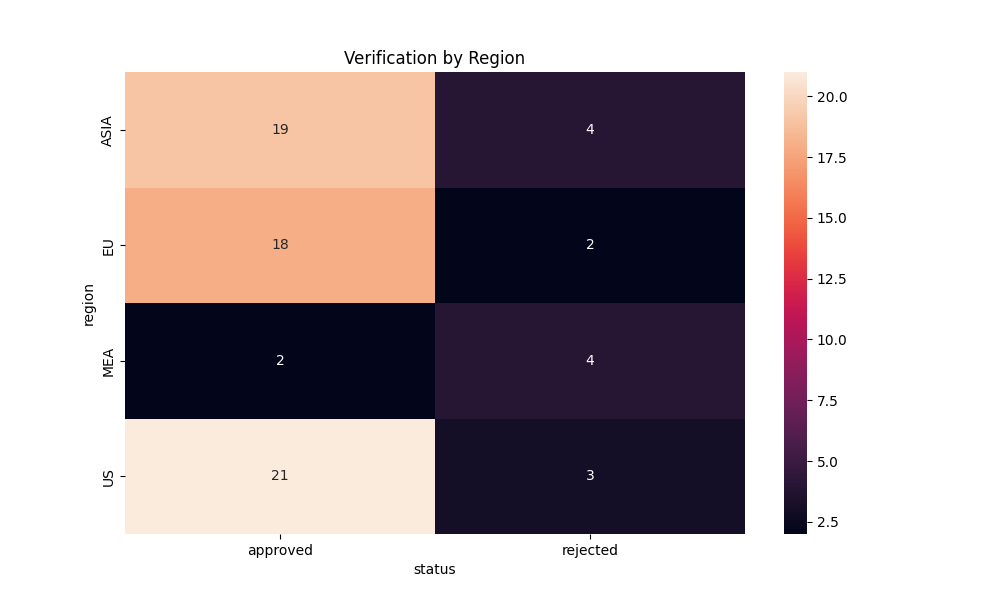 Verification by Region
ASIA
19
4
EU
18
2
MEA
2
4
US
21
3
approved
rejected
status
region
20.0
17.5
15.0
12.5
10.0
7.5
5.0
2.5